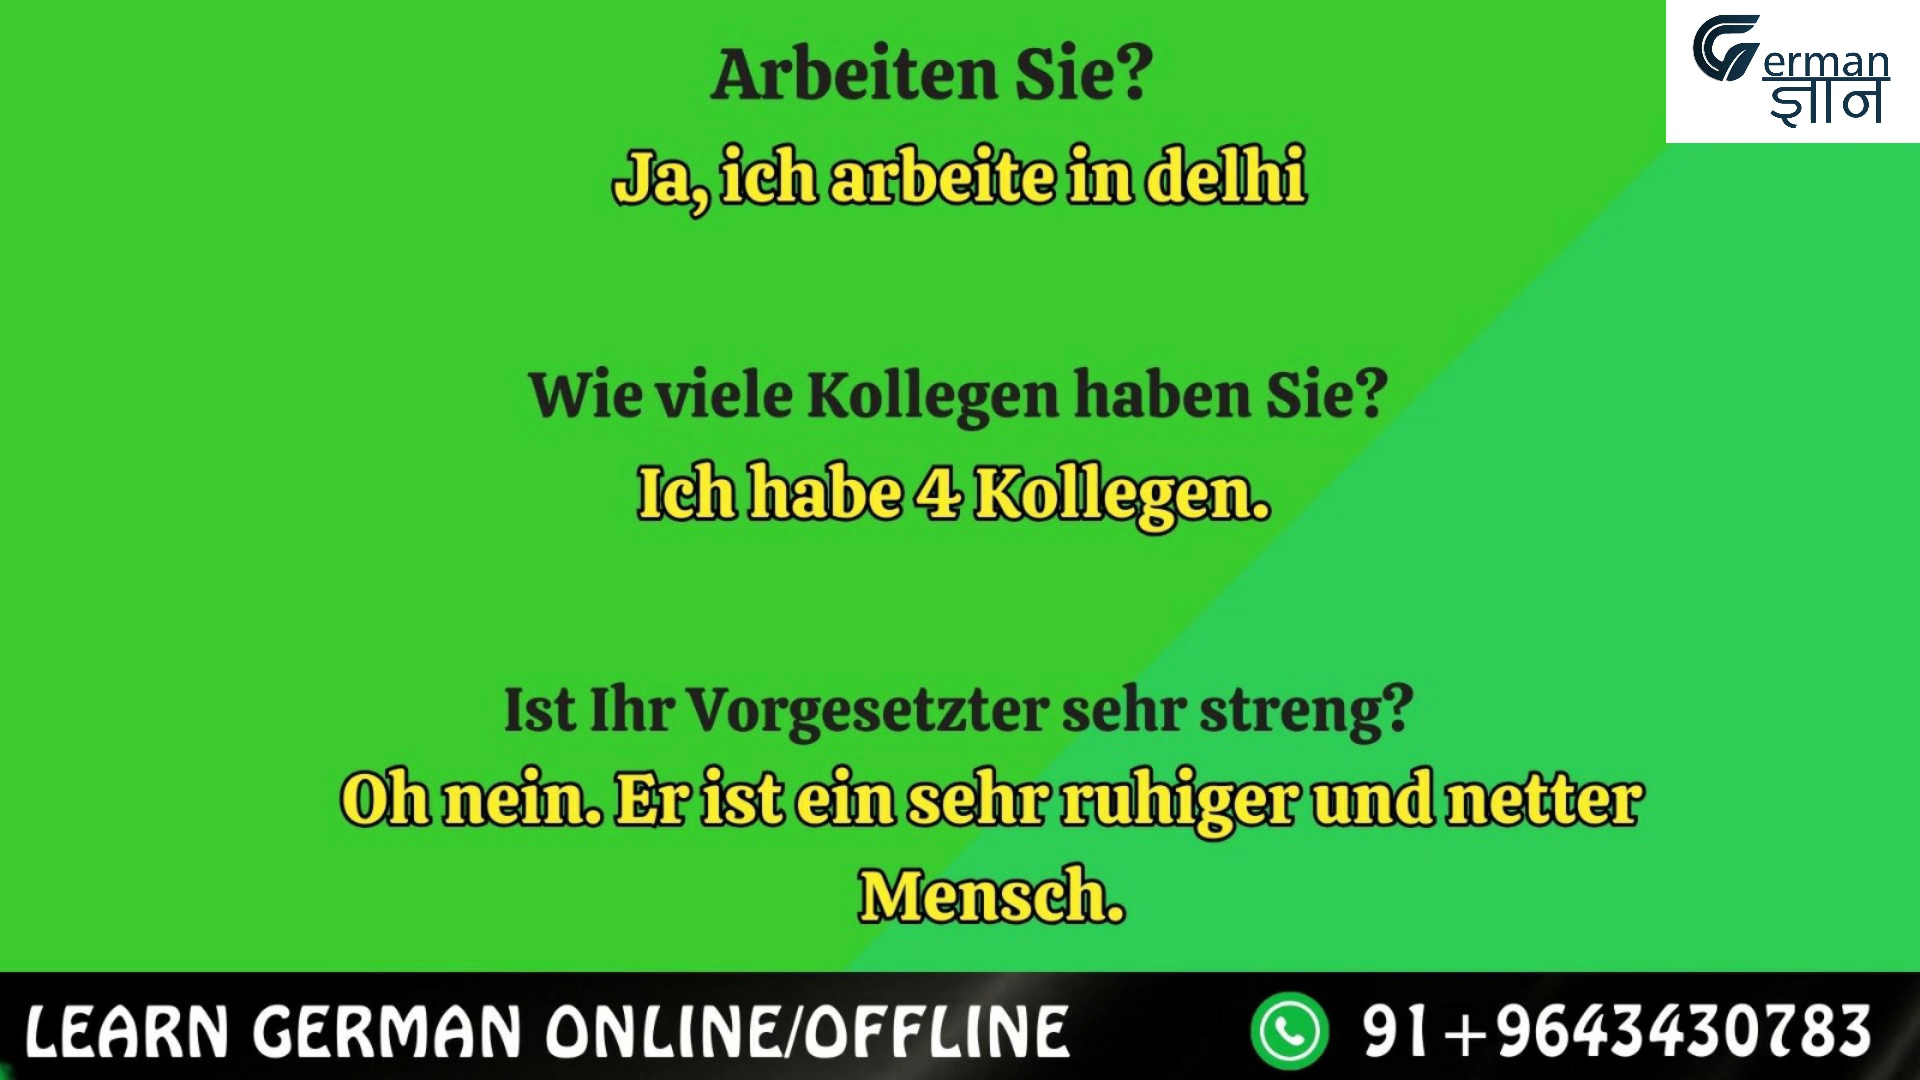 German
ज्ञान
Arbeiten Sie?
Ja, ich arbeite in delhi
Wie viele Kollegen haben Sie?
Ich habe 4 Kollegen.
Ist Ihr Vorgesetzter sehr streng?
Oh nein. Er ist ein sehr ruhiger und netter
Mensch.
LEARN GERMAN ONLINE/OFFLINE
91+9643430783